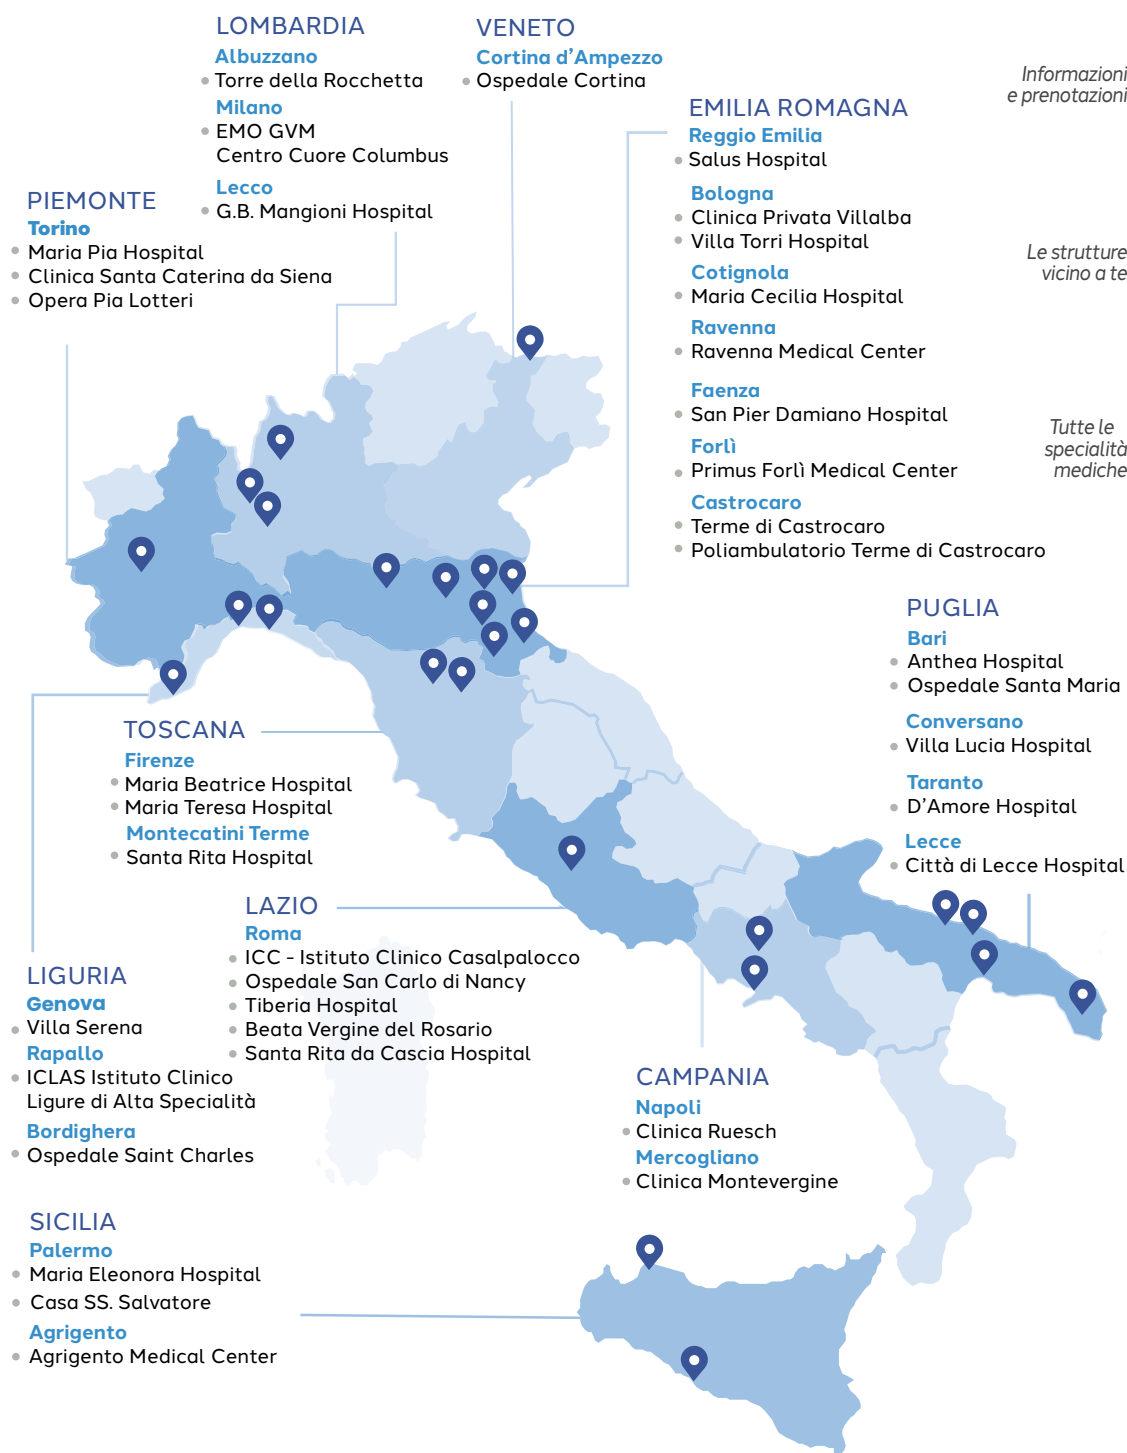 LOMBARDIA
Albuzzano
Torre della Rocchetta
Milano
EMO GVM
Centro Cuore Columbus
Lecco
G.B. Mangioni Hospital
VENETO
Cortina d'Ampezzo
Ospedale Cortina
Informazioni
e prenotazioni
EMILIA ROMAGNA
Reggio Emilia
Salus Hospital
Bologna
Clinica Privata Villalba
Villa Torri Hospital
Cotignola
Maria Cecilia Hospital
Ravenna
Ravenna Medical Center
Faenza
San Pier Damiano Hospital
Forlì
Primus Forlì Medical Center
Castrocaro
Terme di Castrocaro
Poliambulatorio Terme di Castrocaro
Le strutture
vicino a te
Tutte le
specialità
mediche
PIEMONTE
Torino
Maria Pia Hospital
Clinica Santa Caterina da Siena
Opera Pia Lotteri
PUGLIA
Bari
Anthea Hospital
Ospedale Santa Maria
Conversano
Villa Lucia Hospital
Taranto
D'Amore Hospital
Lecce
Città di Lecce Hospital
TOSCANA
Firenze
Maria Beatrice Hospital
Maria Teresa Hospital
Montecatini Terme
Santa Rita Hospital
LAZIO
Roma
ICC - Istituto Clinico Casalpalocco
Ospedale San Carlo di Nancy
Tiberia Hospital
Beata Vergine del Rosario
Santa Rita da Cascia Hospital
LIGURIA
Genova
Villa Serena
Rapallo
ICLAS Istituto Clinico
Ligure di Alta Specialità
Bordighera
Ospedale Saint Charles
CAMPANIA
Napoli
Clinica Ruesch
Mercogliano
Clinica Montevergine
SICILIA
Palermo
Maria Eleonora Hospital
Casa SS. Salvatore
Agrigento
Agrigento Medical Center